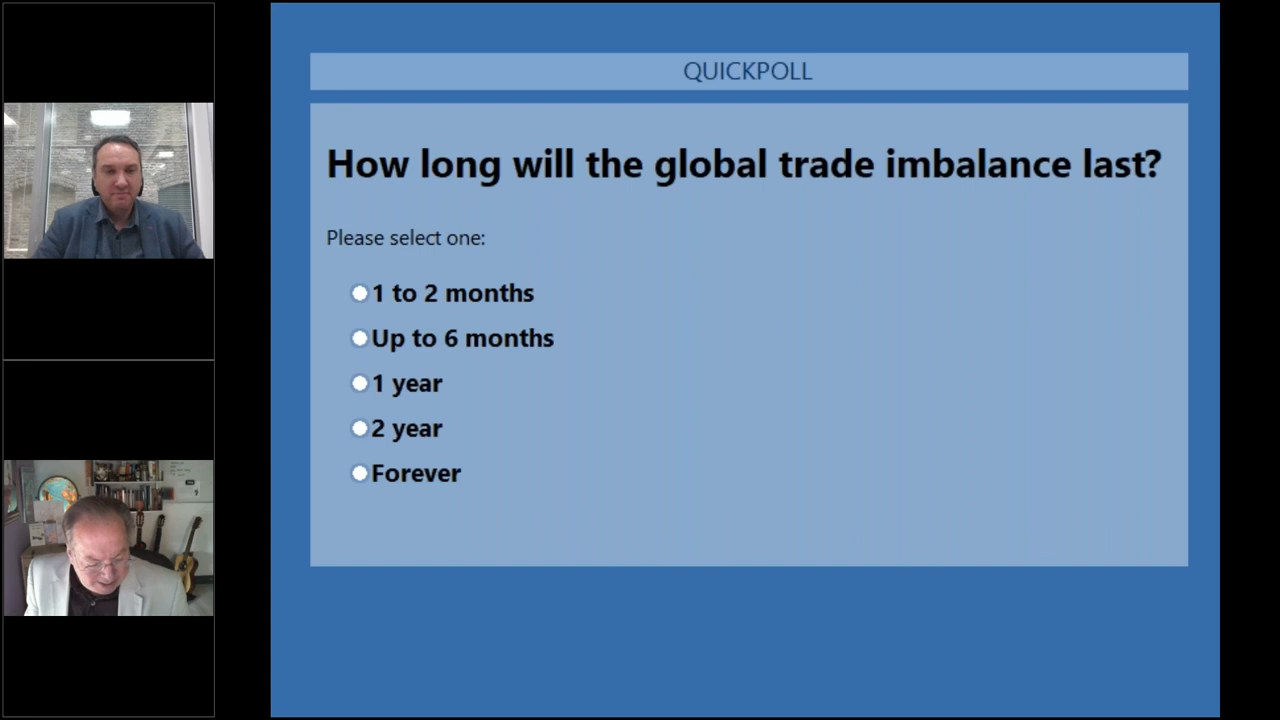 QUICKPOLL
How long will the global trade imbalance last?
Please select one:
1 to 2 months
Up to 6 months
1 year
2 year
Forever